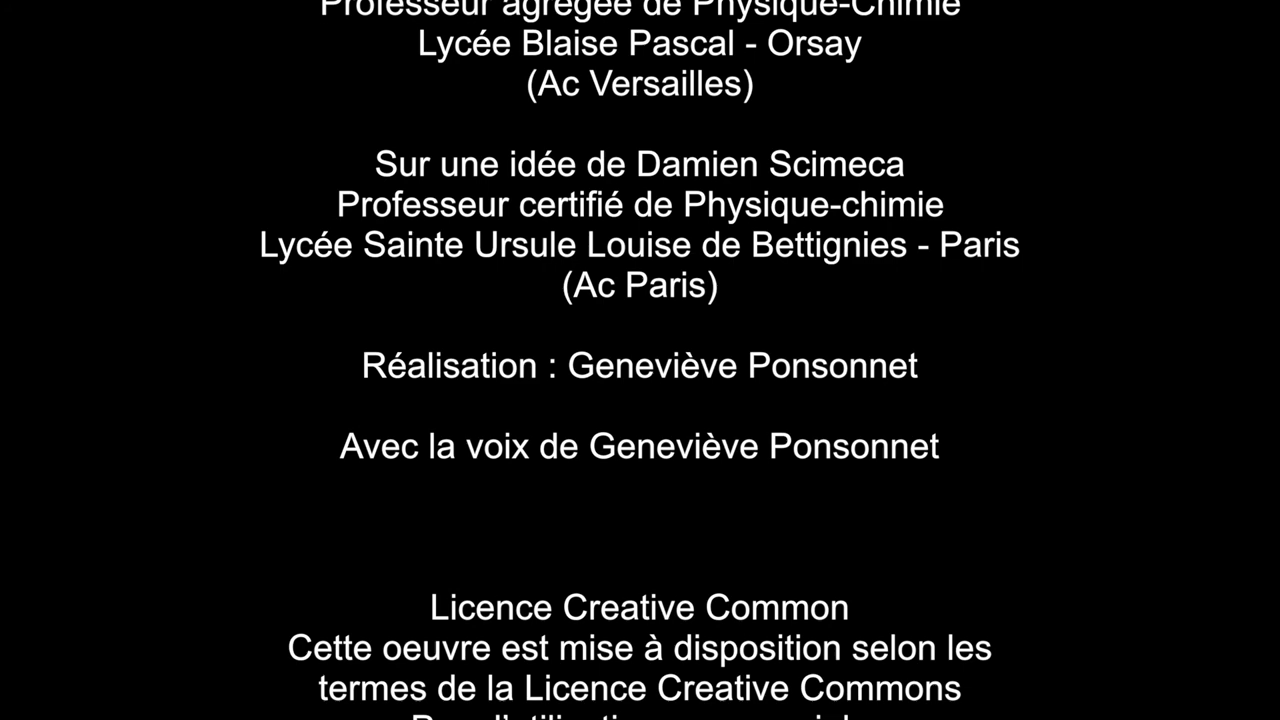 Professeur agrégée de Physique-Chimie
Lycée Blaise Pascal - Orsay
(Ac Versailles)
Sur une idée de Damien Scimeca
Professeur certifié de Physique-chimie
Lycée Sainte Ursule Louise de Bettignies - Paris
(Ac Paris)
Réalisation : Geneviève Ponsonnet
Avec la voix de Geneviève Ponsonnet
Licence Creative Common
Cette oeuvre est mise à disposition selon les
termes de la Licence Creative Commons